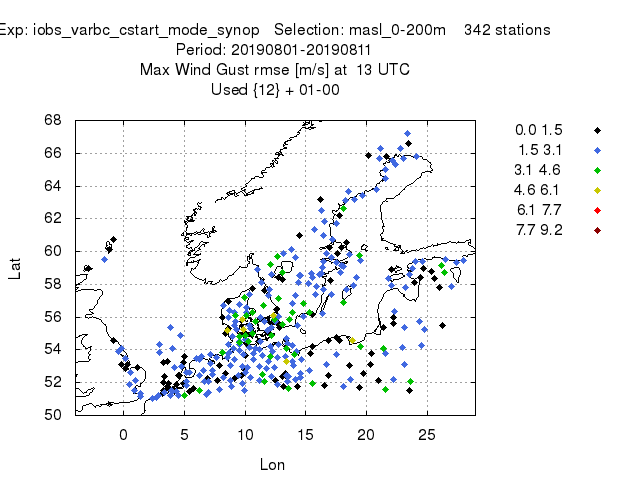 Exp: iobs_varbc_cstart_mode_synop Selection: masl_0-200m 342 stations
Period: 20190801-20190811
Max Wind Gust rmse [m/s] at 13 UTC
Used {12} + 01-00
68
66
64
62
60
58
56
54
52
50
Lat
0 5 10 15 20 25
Lon
0.0 1.5
1.5 3.1
3.1 4.6
4.6 6.1
6.1 7.7
7.7 9.2